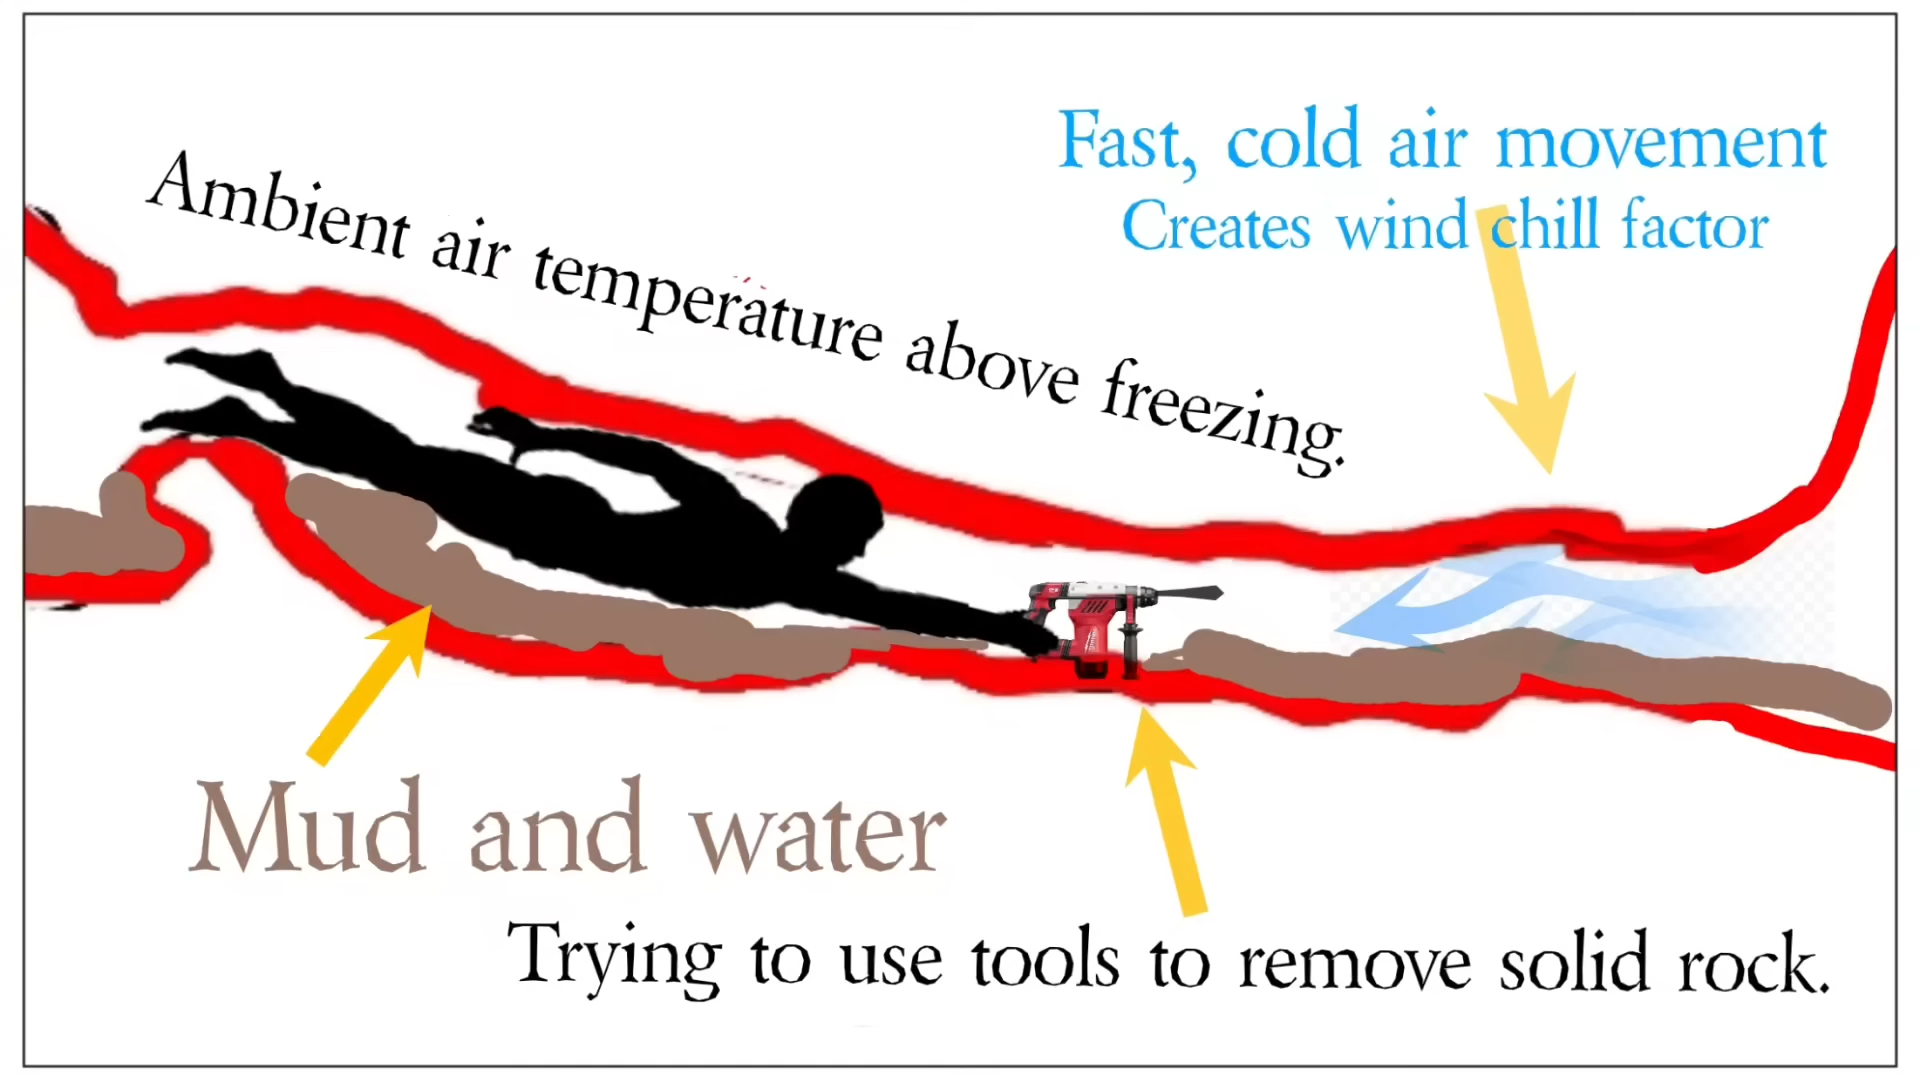 Fast, cold air movement
Creates wind chill factor
Ambient air temperature above freezing.
Mud and water
Trying to use tools to remove solid rock.